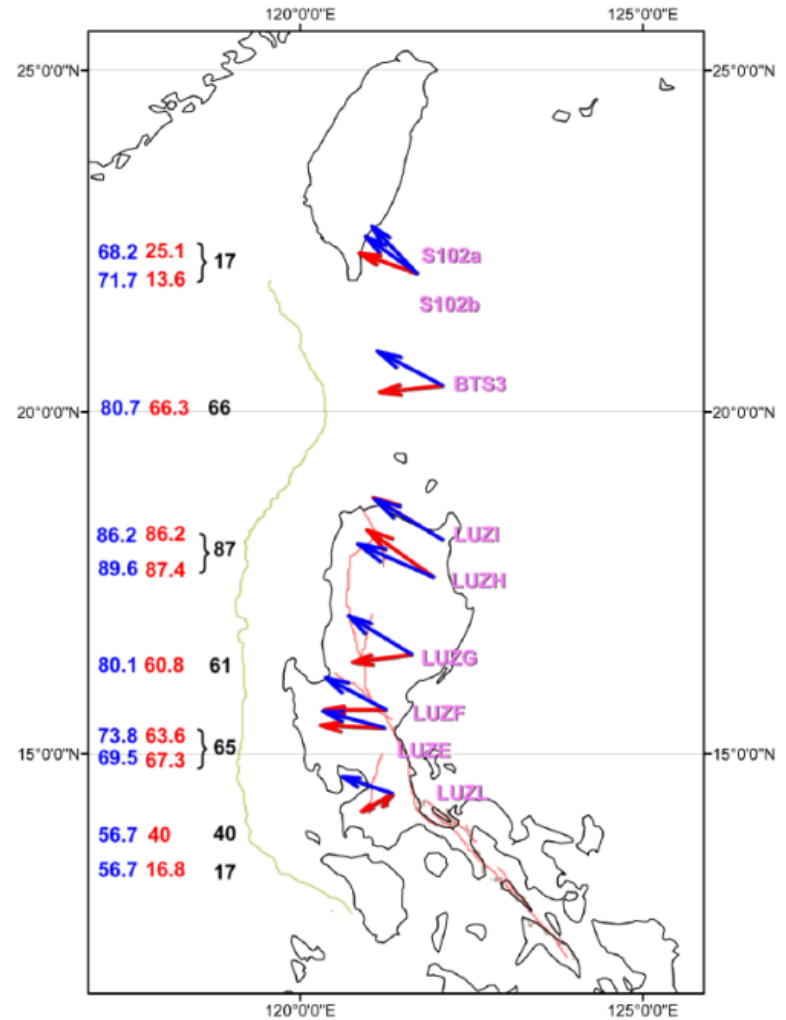 120°0'0"E 125°0'0"E
25°0'0"N 25°0'0"N
68.2 25.1 } 17 S102a
71.7 13.6 S102b
BTS3
20°0'0"N 80.7 66.3 66 20°0'0"N
86.2 86.2 } 87 LUZI
89.6 87.4 LUZH
80.1 60.8 61 LUZG
LUZF
73.8 63.6 } 65 LUZE
15°0'0"N 69.5 67.3 15°0'0"N
LUZL
56.7 40 40
56.7 16.8 17
120°0'0"E 125°0'0"E